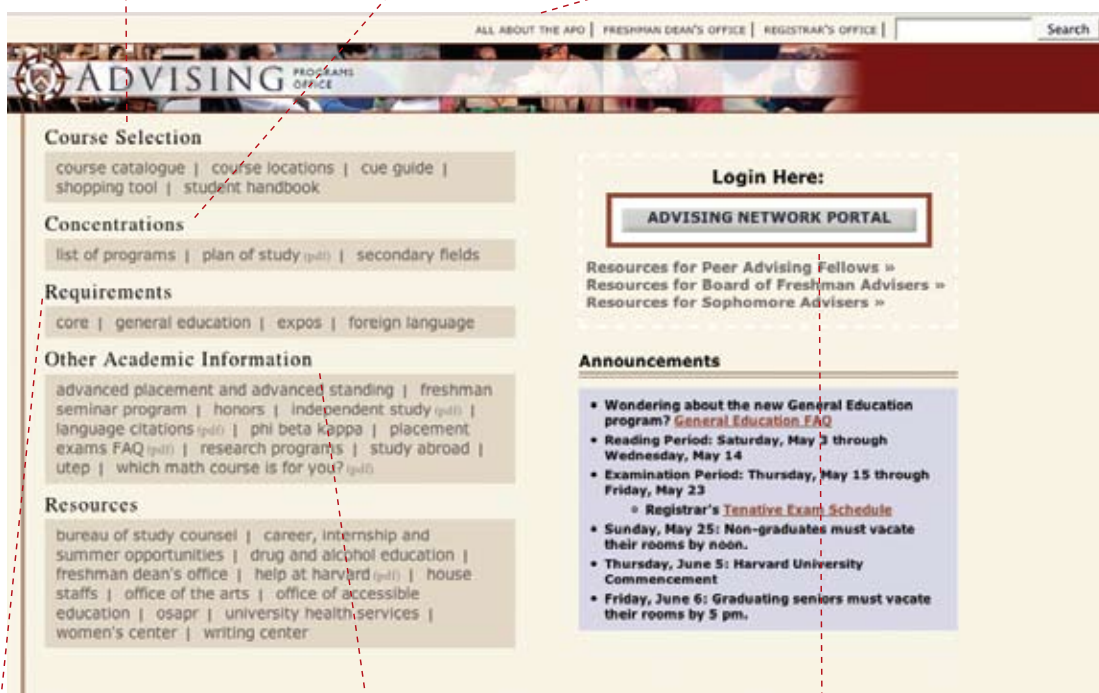 ALL ABOUT THE APO | FRESHMAN DEAN'S OFFICE | REGISTRAR'S OFFICE | Search
ADVISING PROGRAMS OFFICE
Course Selection
course catalogue | course locations | cue guide |
shopping tool | student handbook
Concentrations
list of programs | plan of study (pdf) | secondary fields
Requirements
core | general education | expos | foreign language
Other Academic Information
advanced placement and advanced standing | freshman
seminar program | honors | independent study (pdf) |
language citations (pdf) | phi beta kappa | placement
exams FAQ (pdf) | research programs | study abroad |
utep | which math course is for you? (pdf)
Resources
bureau of study counsel | career, internship and
summer opportunities | drug and alcohol education |
freshman dean's office | help at harvard (pdf) | house
staffs | office of the arts | office of accessible
education | osapr | university health services |
women's center | writing center
Login Here:
ADVISING NETWORK PORTAL
Resources for Peer Advising Fellows »
Resources for Board of Freshman Advisers »
Resources for Sophomore Advisers »
Announcements
• Wondering about the new General Education
program? General Education FAQ
• Reading Period: Saturday, May 3 through
Wednesday, May 14
• Examination Period: Thursday, May 15 through
Friday, May 23
Registrar's Tenative Exam Schedule
• Sunday, May 25: Non-graduates must vacate
their rooms by noon.
• Thursday, June 5: Harvard University
Commencement
• Friday, June 6: Graduating seniors must vacate
their rooms by 5 pm.